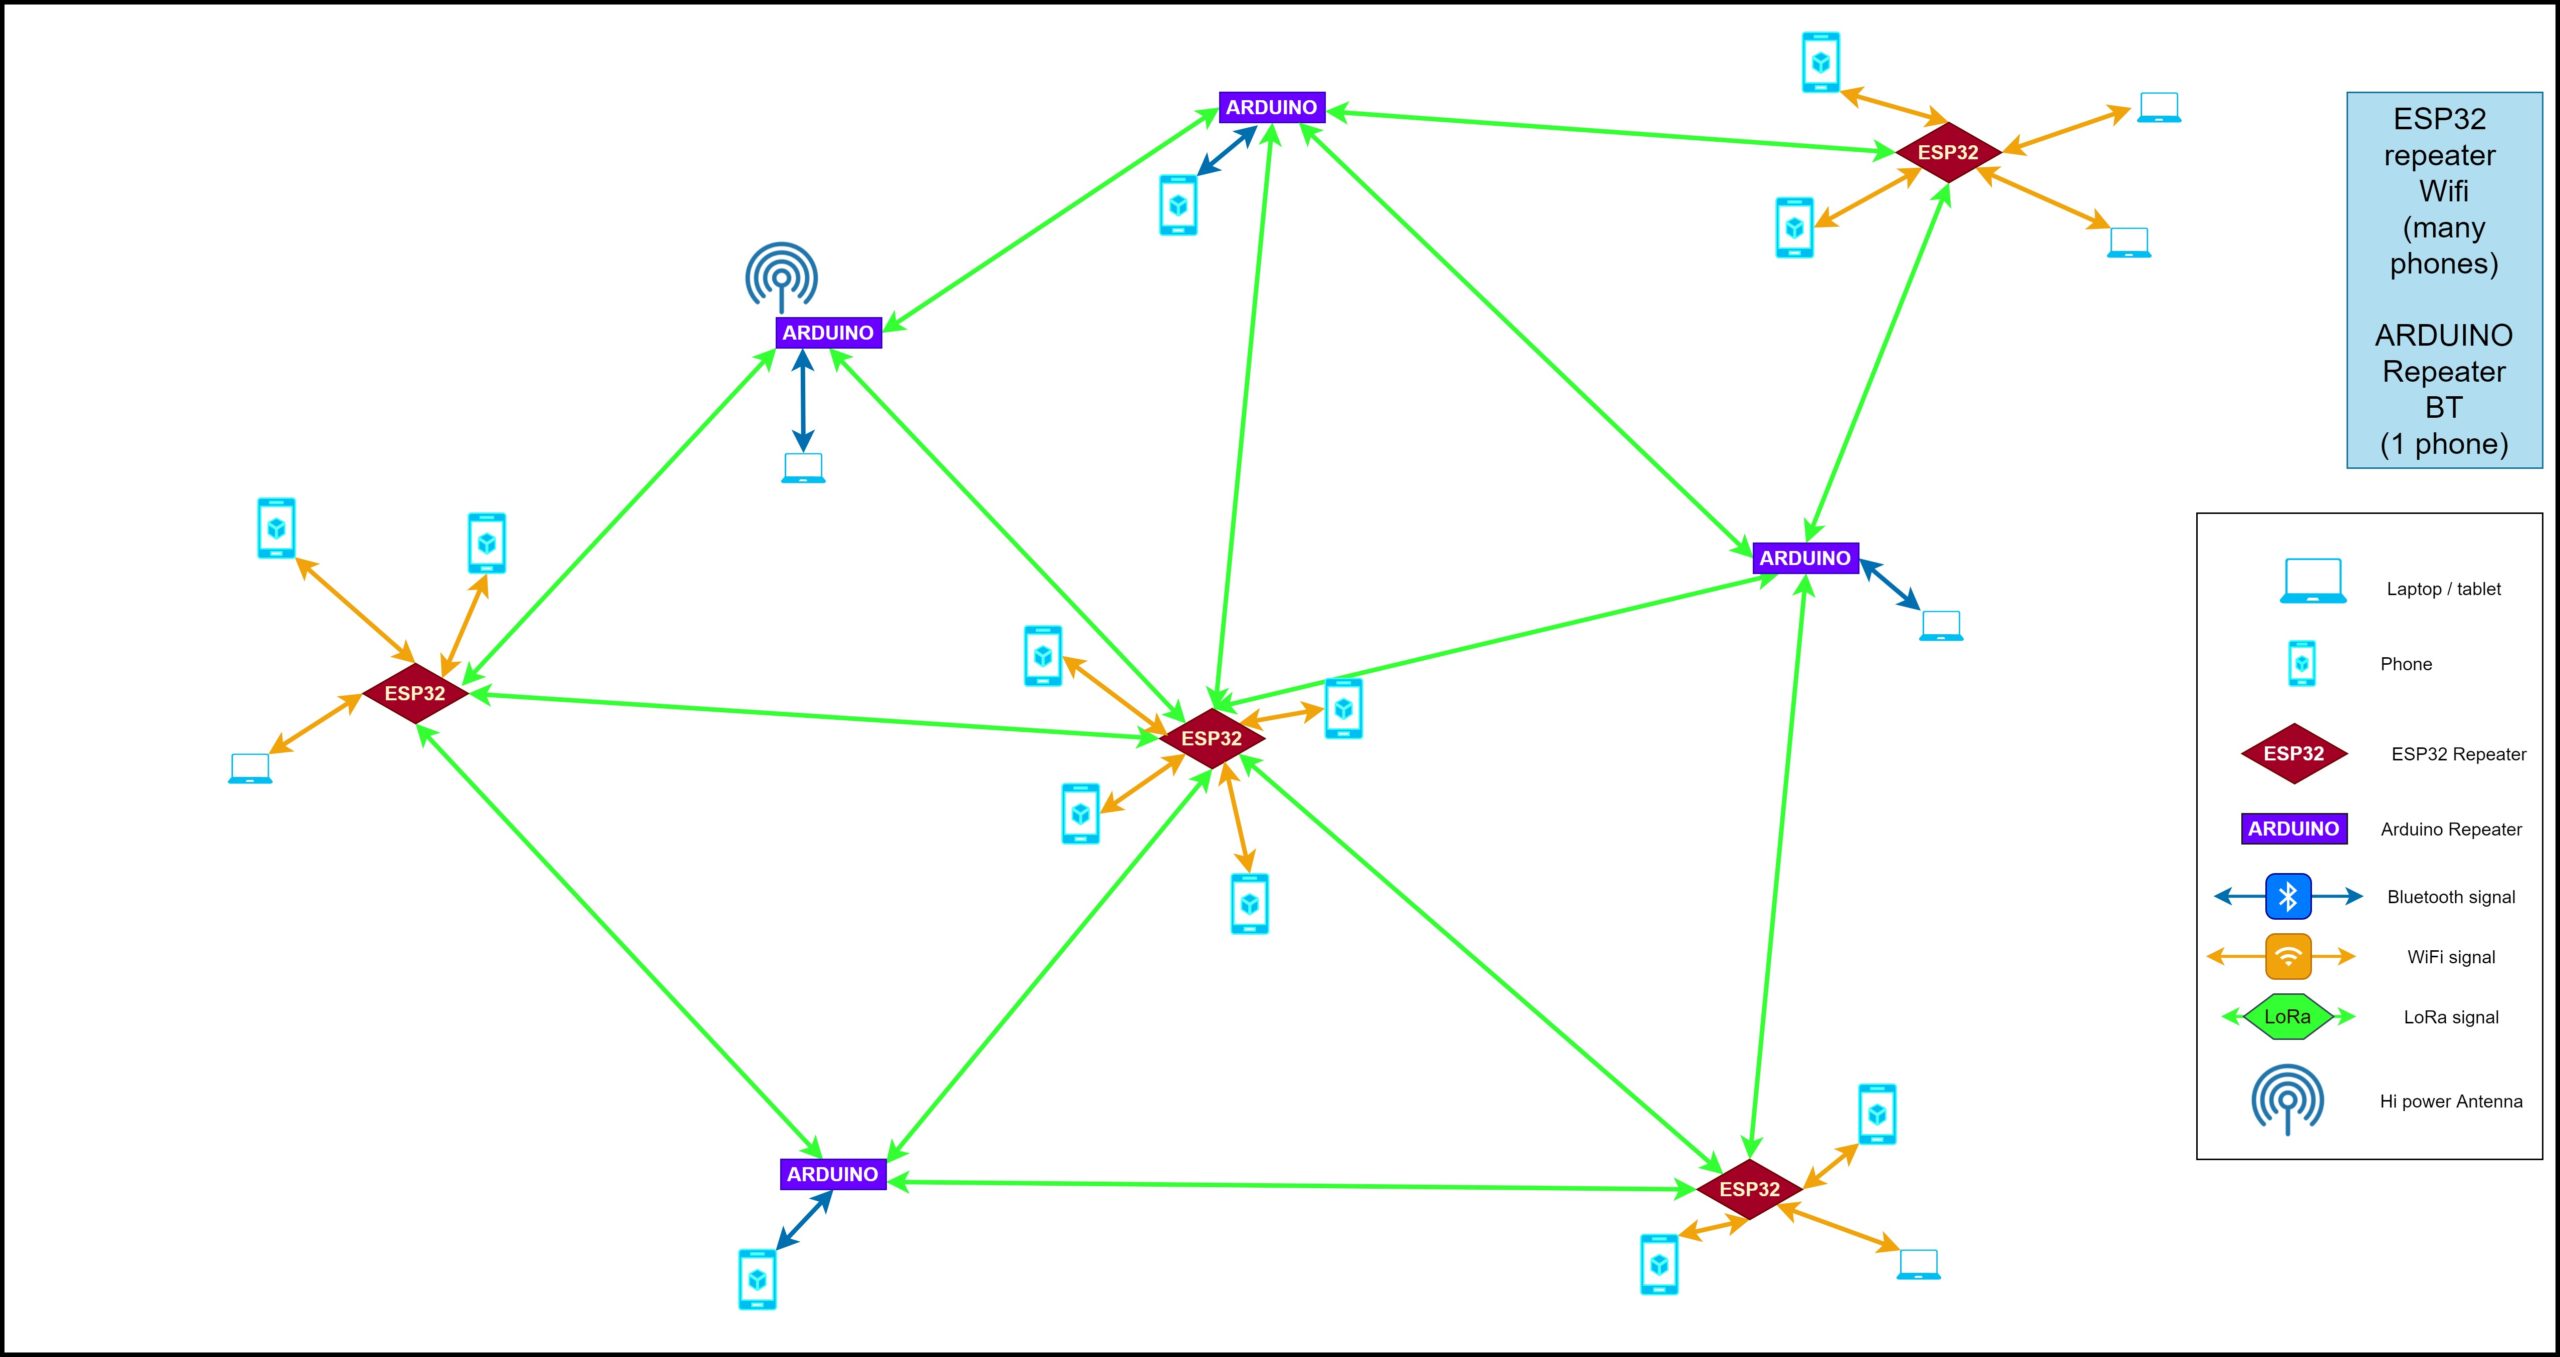 ARDUINO
ESP32
ARDUINO
ARDUINO
ESP32
ESP32
ARDUINO
ESP32
ESP32
repeater
Wifi
(many
phones)
ARDUINO
Repeater
BT
(1 phone)
Laptop / tablet
Phone
ESP32 ESP32 Repeater
ARDUINO Arduino Repeater
Bluetooth signal
WiFi signal
LoRa LoRa signal
Hi power Antenna